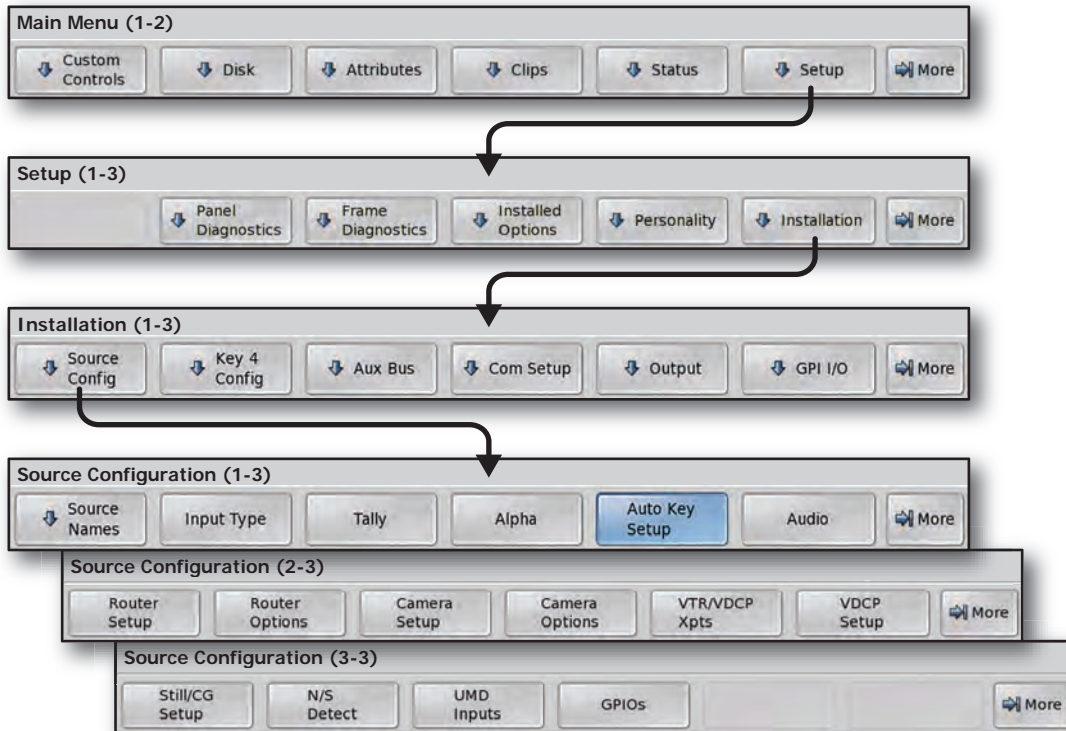 Main Menu (1-2)
Custom Controls
Disk
Attributes
Clips
Status
Setup
More
Setup (1-3)
Panel Diagnostics
Frame Diagnostics
Installed Options
Personality
Installation
More
Installation (1-3)
Source Config
Key 4 Config
Aux Bus
Com Setup
Output
GPI I/O
More
Source Configuration (1-3)
Source Names
Input Type
Tally
Alpha
Auto Key Setup
Audio
More
Source Configuration (2-3)
Router Setup
Router Options
Camera Setup
Camera Options
VTR/VDCP Xpts
VDCP Setup
More
Source Configuration (3-3)
Still/CG Setup
N/S Detect
UMD Inputs
GPIOs
More